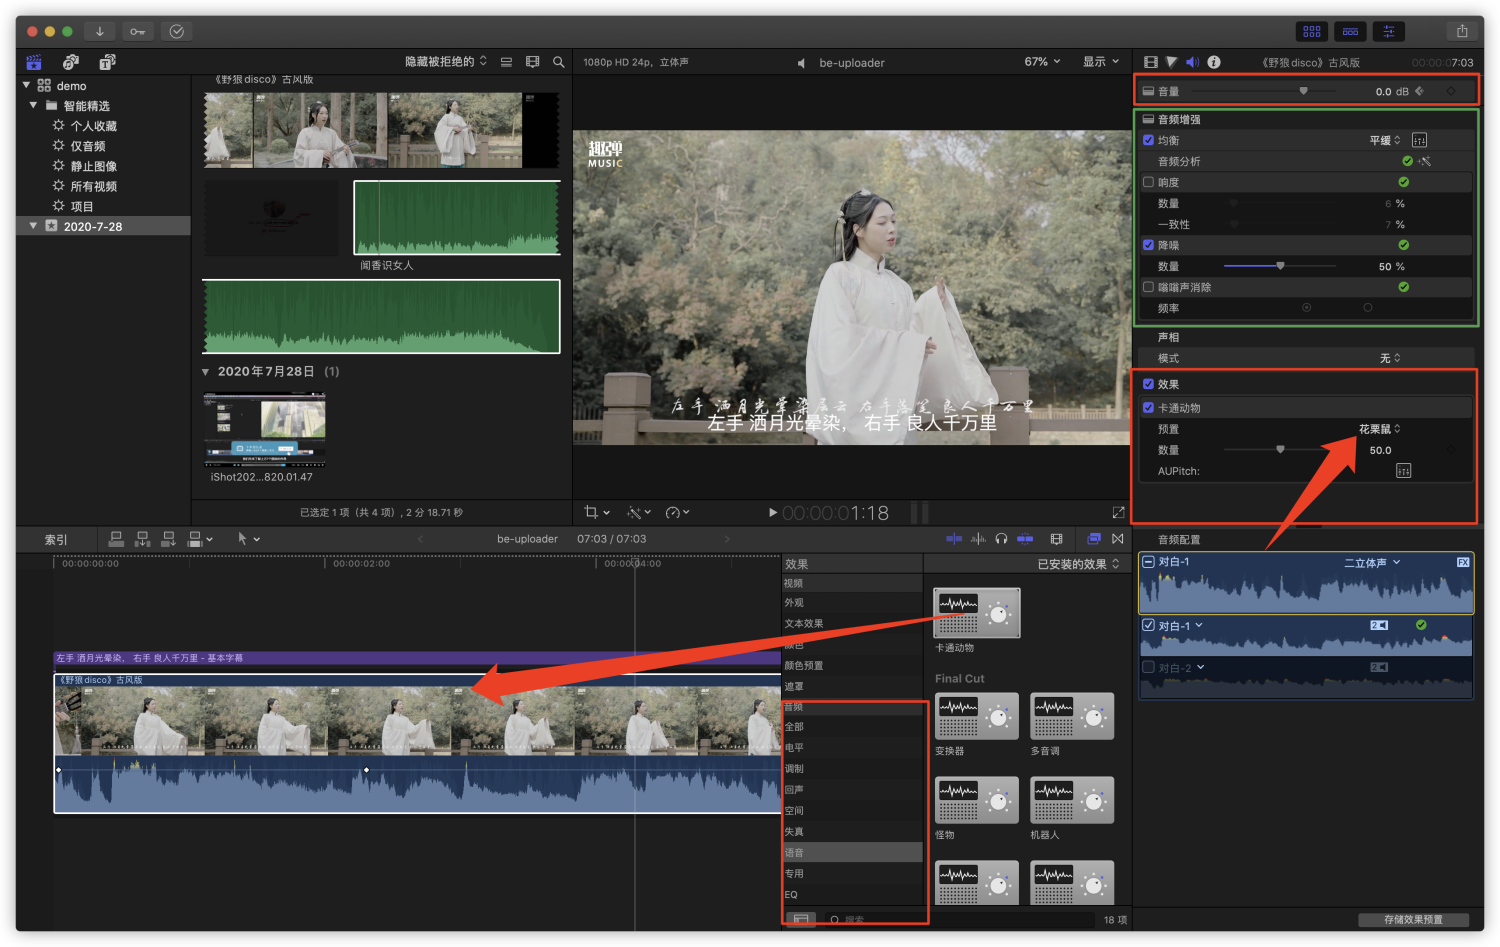 隐藏被拒绝的
1080p HD 24p，立体声
be-uploader
67%
显示
《野狼disco》古风版
00:00:07:03
demo
智能精选
个人收藏
仅音频
静止图像
所有视频
项目
2020-7-28
《野狼disco》古风版
闻香识女人
2020年7月28日 (1)
iShot202...820.01.47
已选定 1 项（共 4 项），2 分 18.71 秒
趣弹
MUSIC
左手 洒月光晕染层云 右手落笔 良人千万里
左手 洒月光晕染， 右手 良人千万里
00:00:01:18
音量
0.0 dB
音频增强
均衡
平缓
音频分析
响度
数量
6 %
一致性
7 %
降噪
数量
50 %
嗡嗡声消除
频率
声相
模式
无
效果
卡通动物
预置
花栗鼠
数量
50.0
AUPitch:
音频配置
对白-1
二立体声
FX
对白-1
2
对白-2
2
存储效果预置
索引
be-uploader
07:03 / 07:03
00:00:00:00
00:00:02:00
00:00:04:00
左手 洒月光晕染， 右手 良人千万里 - 基本字幕
《野狼disco》古风版
效果
已安装的效果
视频
外观
文本效果
颜色
颜色预置
遮罩
音频
全部
电平
调制
回声
空间
失真
语音
专用
EQ
搜索
卡通动物
Final Cut
变换器
多音调
怪物
机器人
18 项